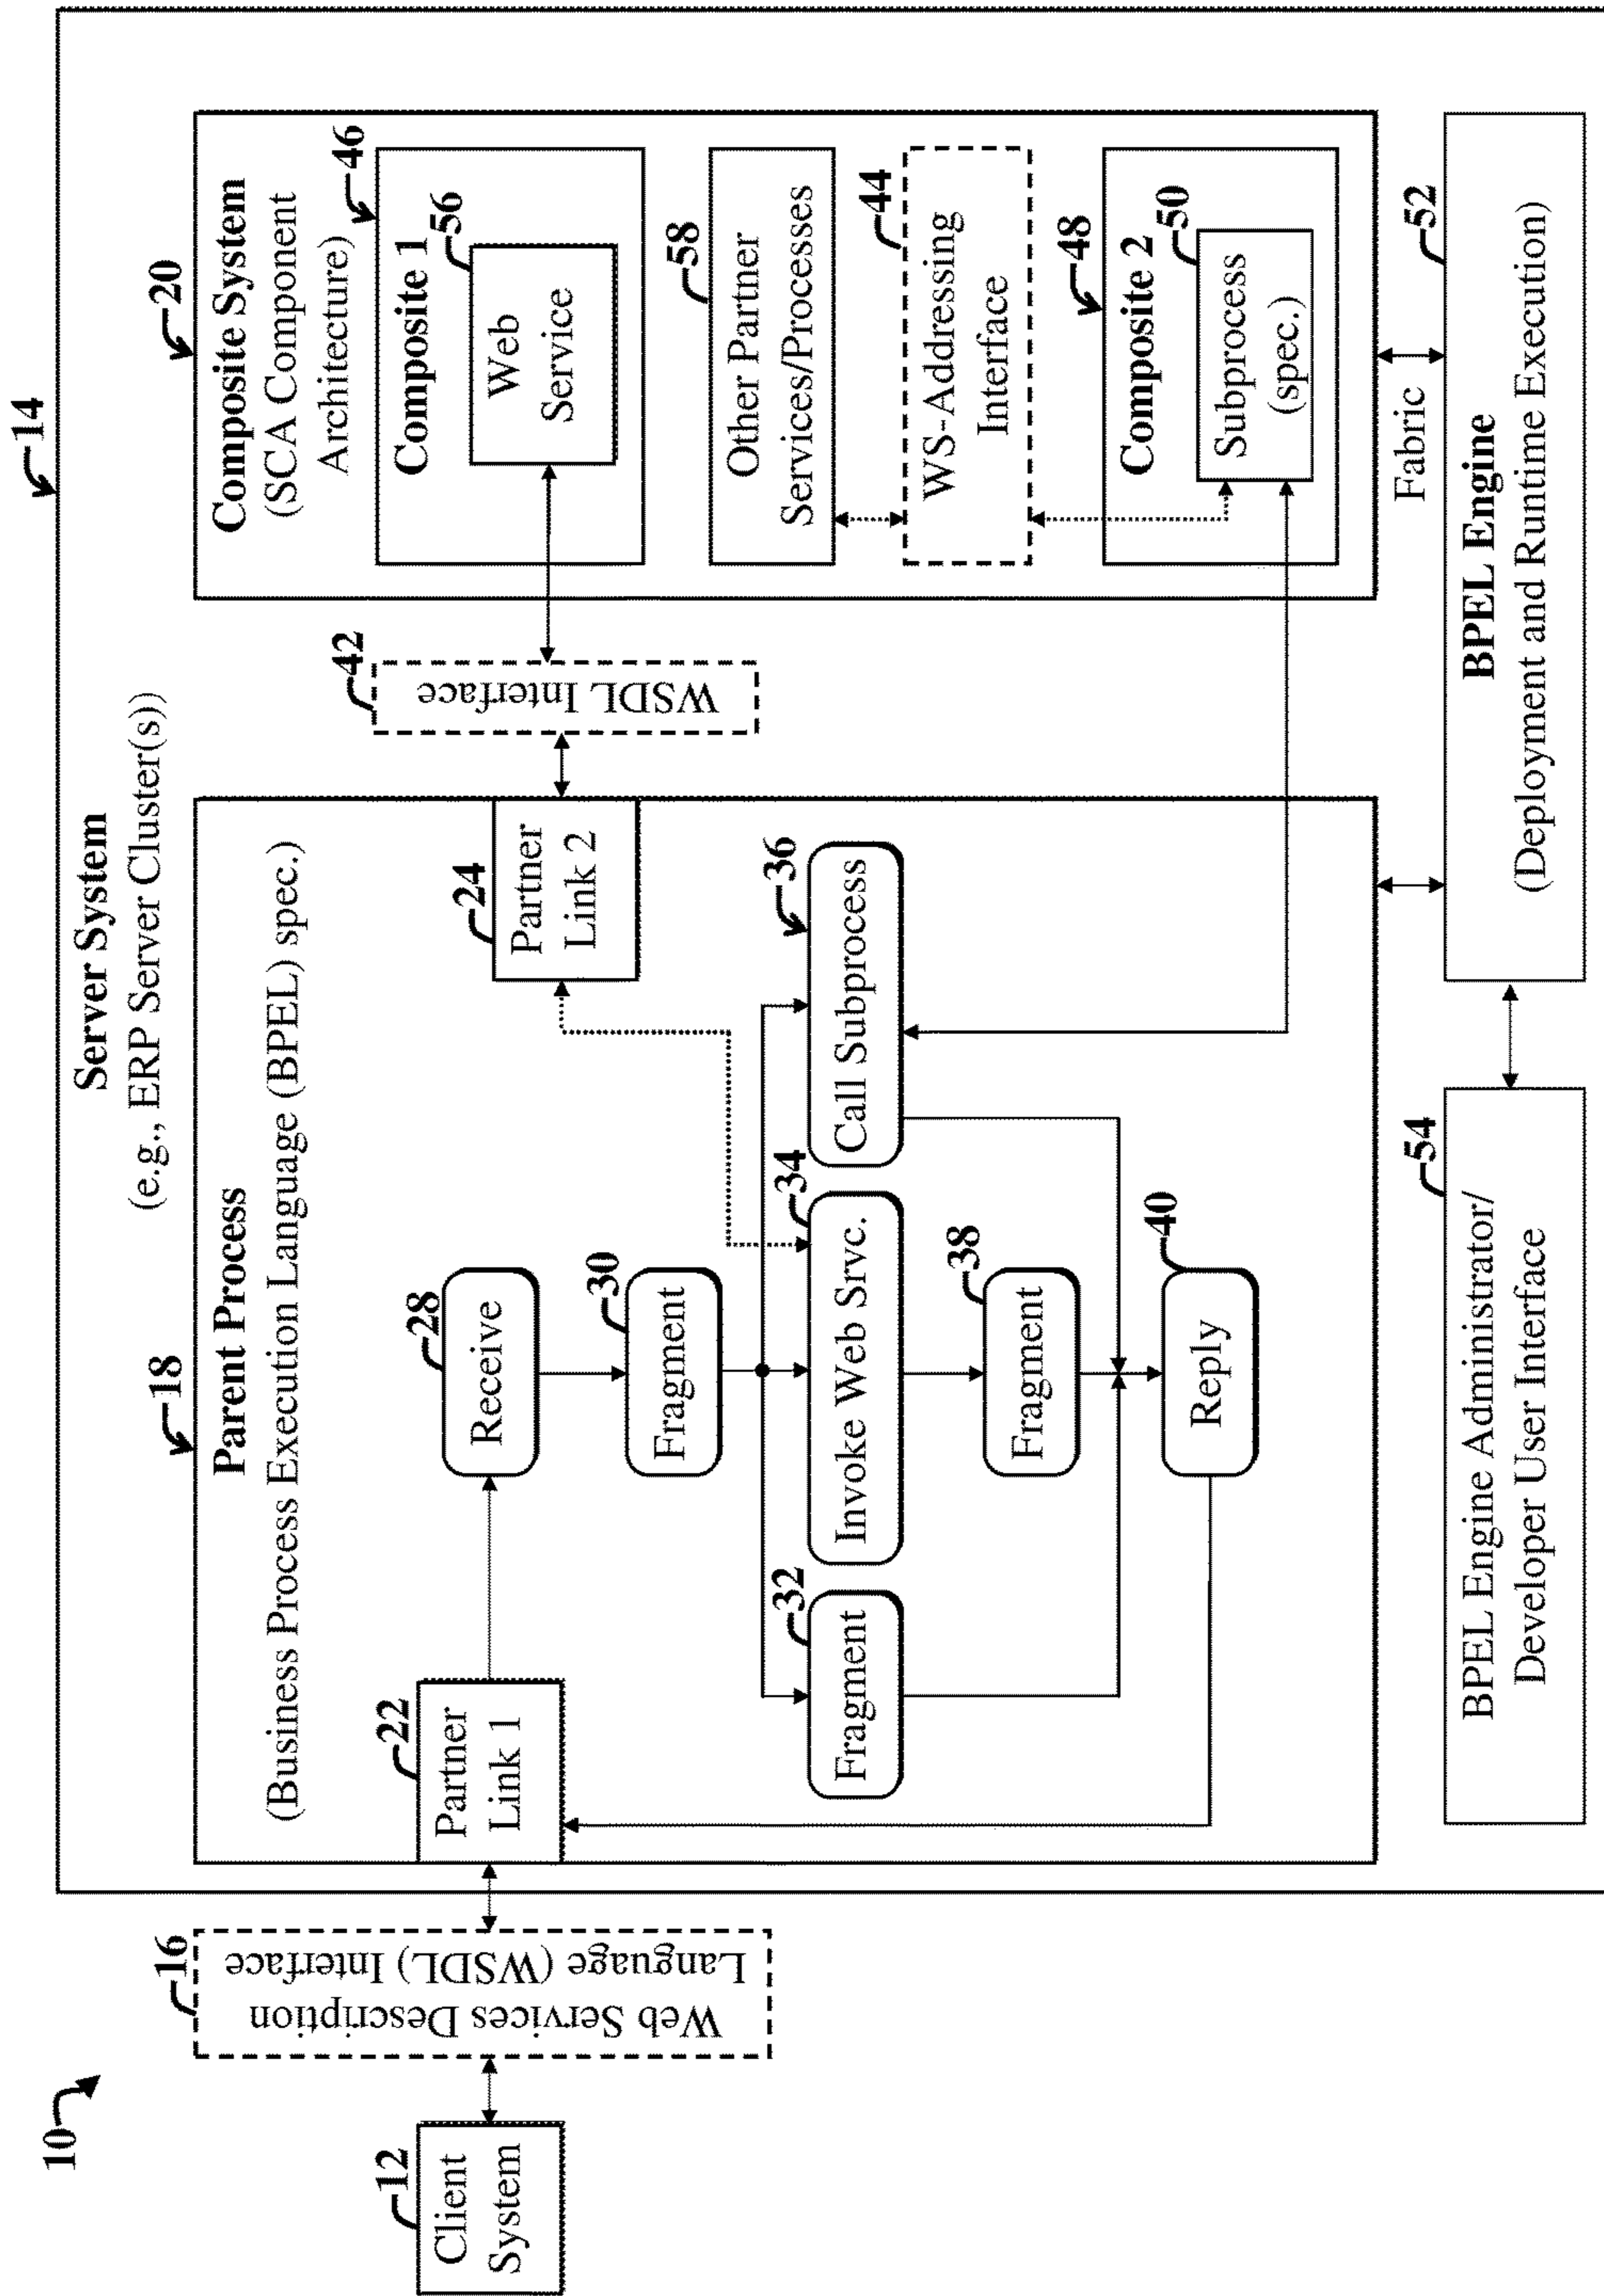 10
14
Server System
(e.g., ERP Server Cluster(s))
12
Client
System
16
Web Services Description
Language (WSDL) Interface
18
Parent Process
(Business Process Execution Language (BPEL) spec.)
22
Partner
Link 1
28
Receive
30
Fragment
32
Fragment
34
Invoke Web Srvc.
36
Call Subprocess
38
Fragment
40
Reply
24
Partner
Link 2
42
WSDL Interface
20
Composite System
(SCA Component
Architecture)
46
Composite 1
56
Web
Service
58
Other Partner
Services/Processes
44
WS-Addressing
Interface
48
Composite 2
50
Subprocess
(spec.)
Fabric
54
BPEL Engine Administrator/
Developer User Interface
52
BPEL Engine
(Deployment and Runtime Execution)